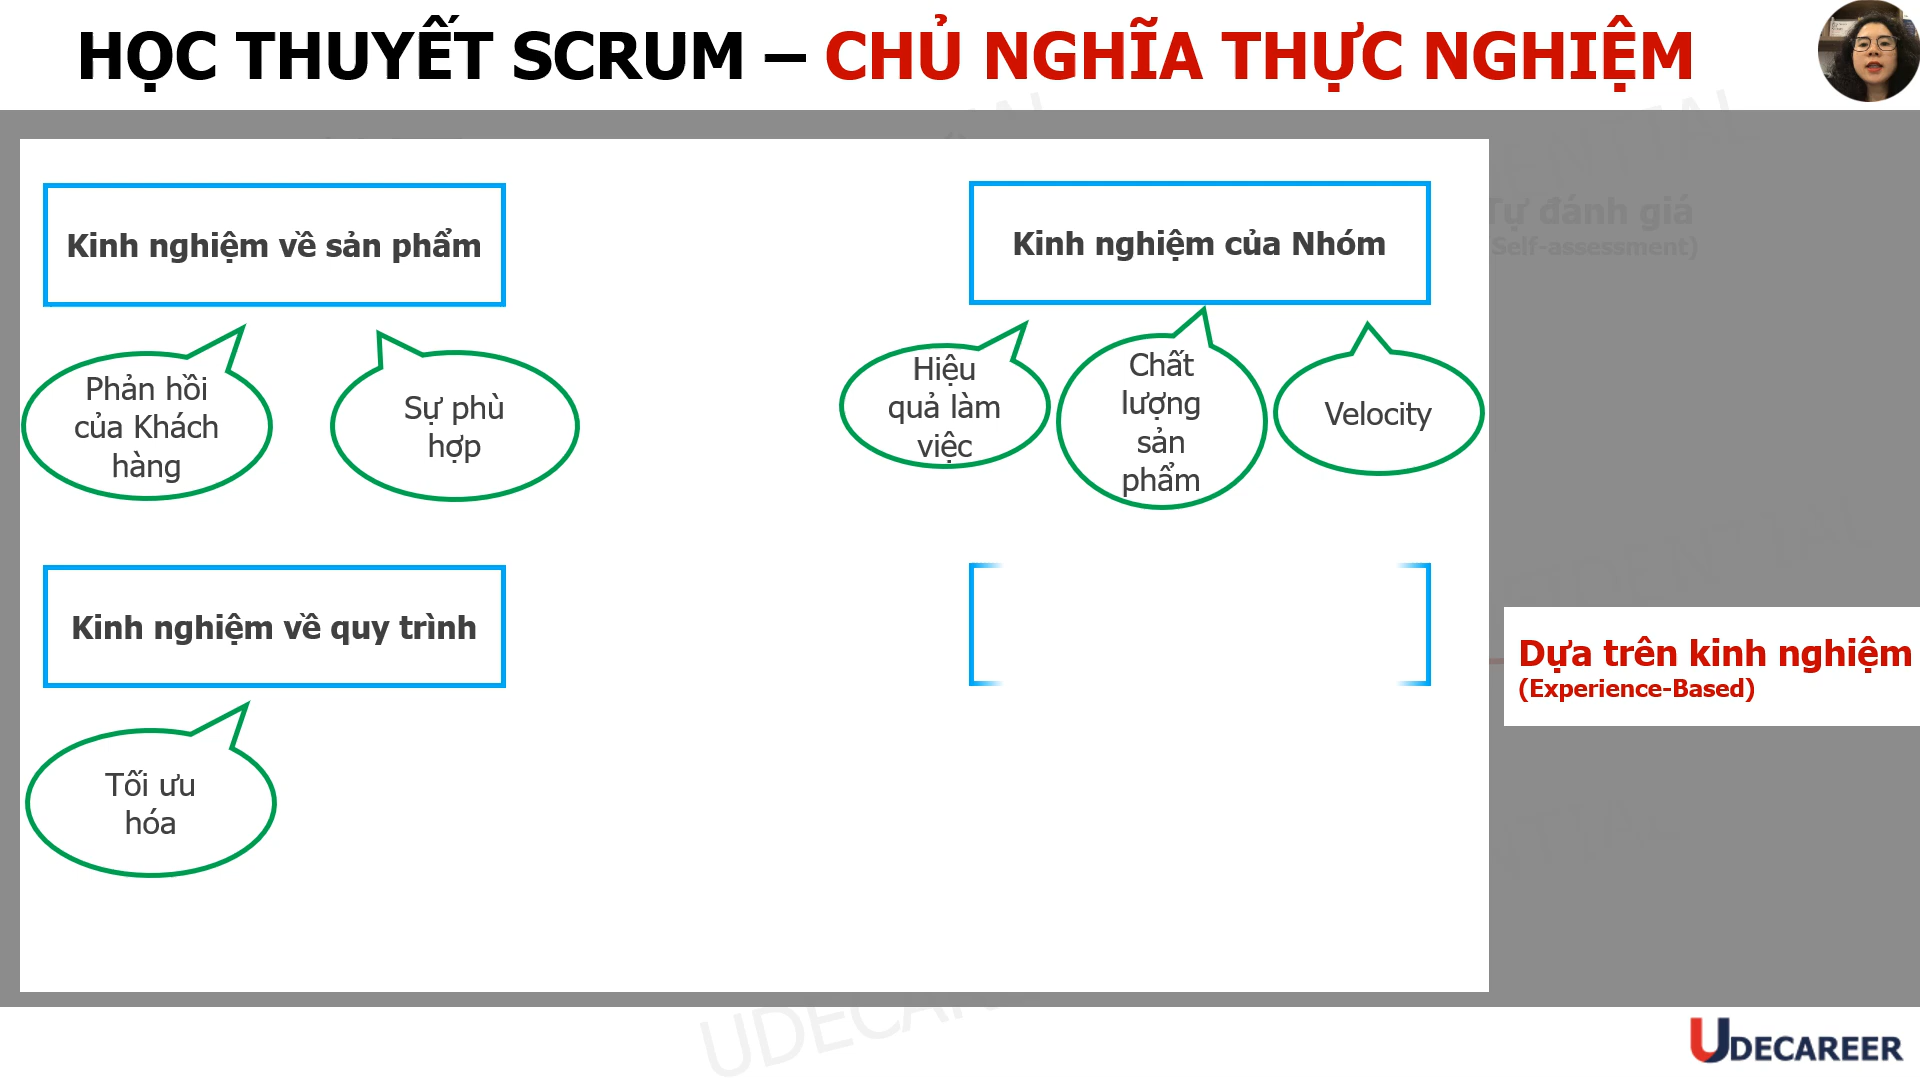 HỌC THUYẾT SCRUM – CHỦ NGHĨA THỰC NGHIỆM
Kinh nghiệm về sản phẩm
Kinh nghiệm của Nhóm
Tự đánh giá
Self-assessment)
Phản hồi
của Khách
hàng
Sự phù
hợp
Hiệu
quả làm
việc
Chất
lượng
sản
phẩm
Velocity
Kinh nghiệm về quy trình
Dựa trên kinh nghiệm
(Experience-Based)
Tối ưu
hóa
UDECAREER